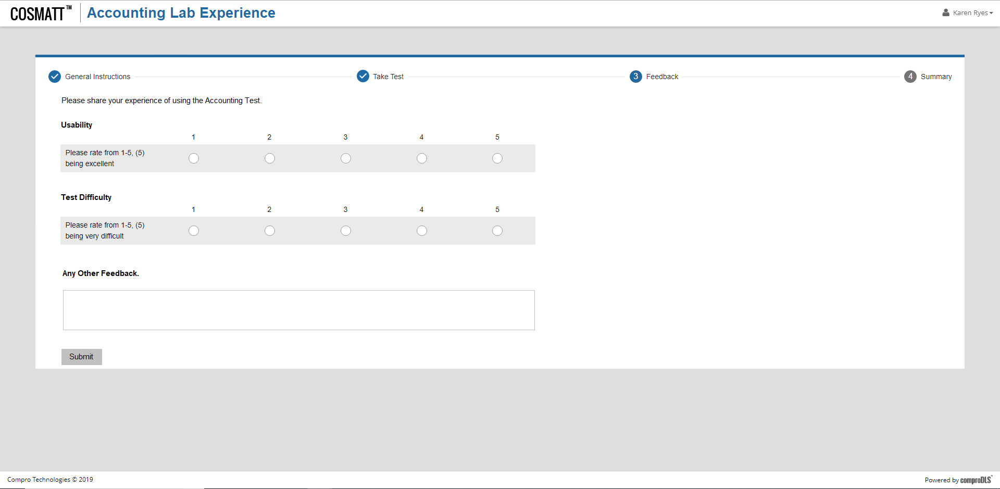 COSMATT™ Accounting Lab Experience Karen Ryes
General Instructions Take Test 3 Feedback 4 Summary
Please share your experience of using the Accounting Test.
Usability
1 2 3 4 5
Please rate from 1-5, (5)
being excellent
Test Difficulty
1 2 3 4 5
Please rate from 1-5, (5)
being very difficult
Any Other Feedback.
Submit
Compro Technologies © 2019 Powered by comproDLS™